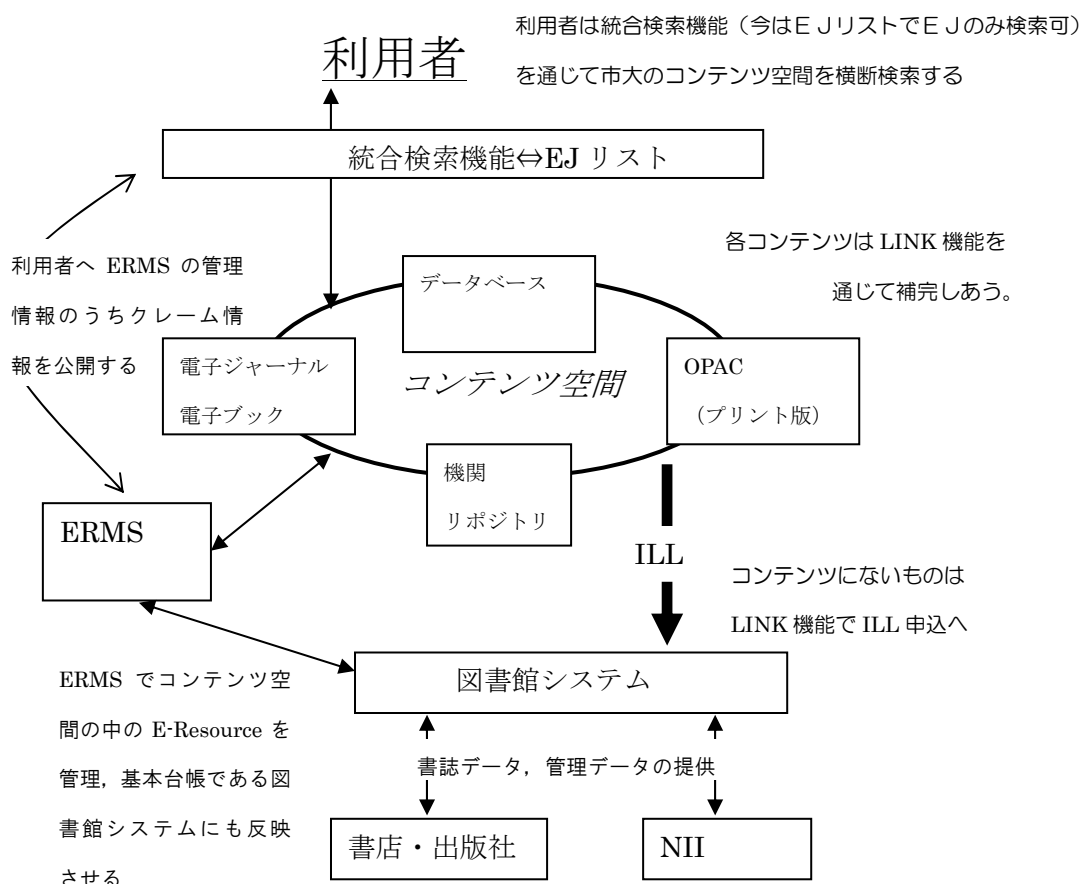 利用者は統合検索機能（今はＥＪリストでＥＪのみ検索可）
を通じて市大のコンテンツ空間を横断検索する
利用者
統合検索機能⇔EJ リスト
利用者へ ERMS の管理
情報のうちクレーム情
報を公開する
各コンテンツは LINK 機能を
通じて補完しあう。
データベース
電子ジャーナル
電子ブック
コンテンツ空間
OPAC
（プリント版）
機関
リポジトリ
ERMS
ILL
コンテンツにないものは
LINK 機能で ILL 申込へ
図書館システム
ERMS でコンテンツ空
間の中の E-Resource を
管理，基本台帳である図
書館システムにも反映
させる
書誌データ，管理データの提供
書店・出版社
NII